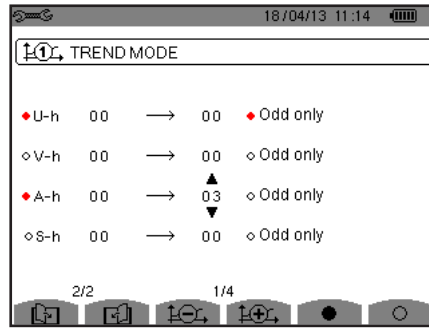 18/04/13 11:14
1 TREND MODE
U-h 00 → 00 Odd only
V-h 00 → 00 Odd only
A-h 00 → 03 Odd only
S-h 00 → 00 Odd only
2/2 1/4